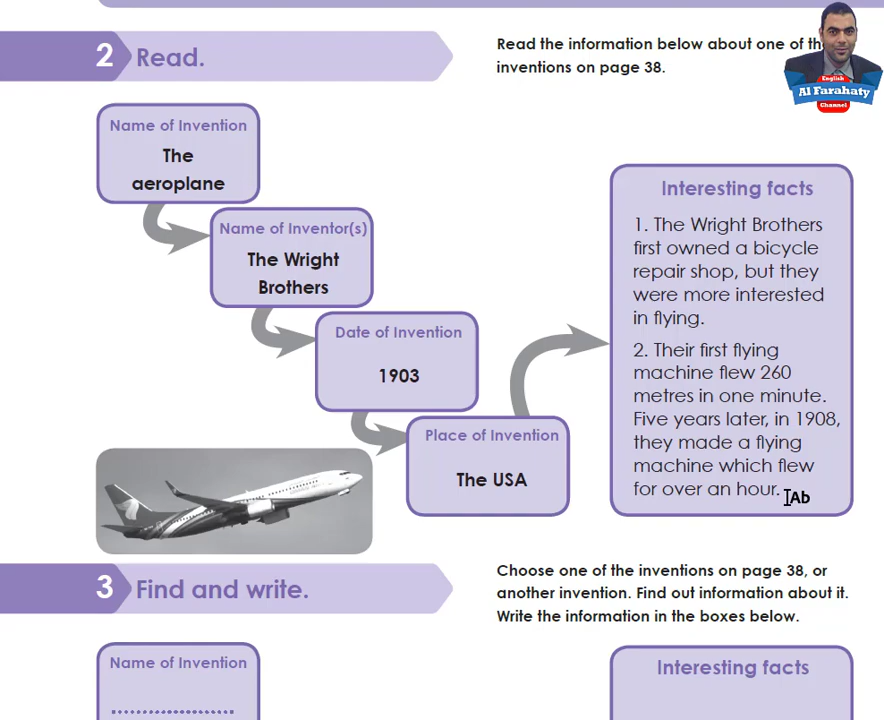 2 Read.
Read the information below about one of the
inventions on page 38.
English
Al Farahaty
Channel
Name of Invention
The
aeroplane
Name of Inventor(s)
The Wright
Brothers
Date of Invention
1903
Place of Invention
The USA
Interesting facts
1. The Wright Brothers
first owned a bicycle
repair shop, but they
were more interested
in flying.
2. Their first flying
machine flew 260
metres in one minute.
Five years later, in 1908,
they made a flying
machine which flew
for over an hour.
Ab
3 Find and write.
Choose one of the inventions on page 38, or
another invention. Find out information about it.
Write the information in the boxes below.
Name of Invention
Interesting facts